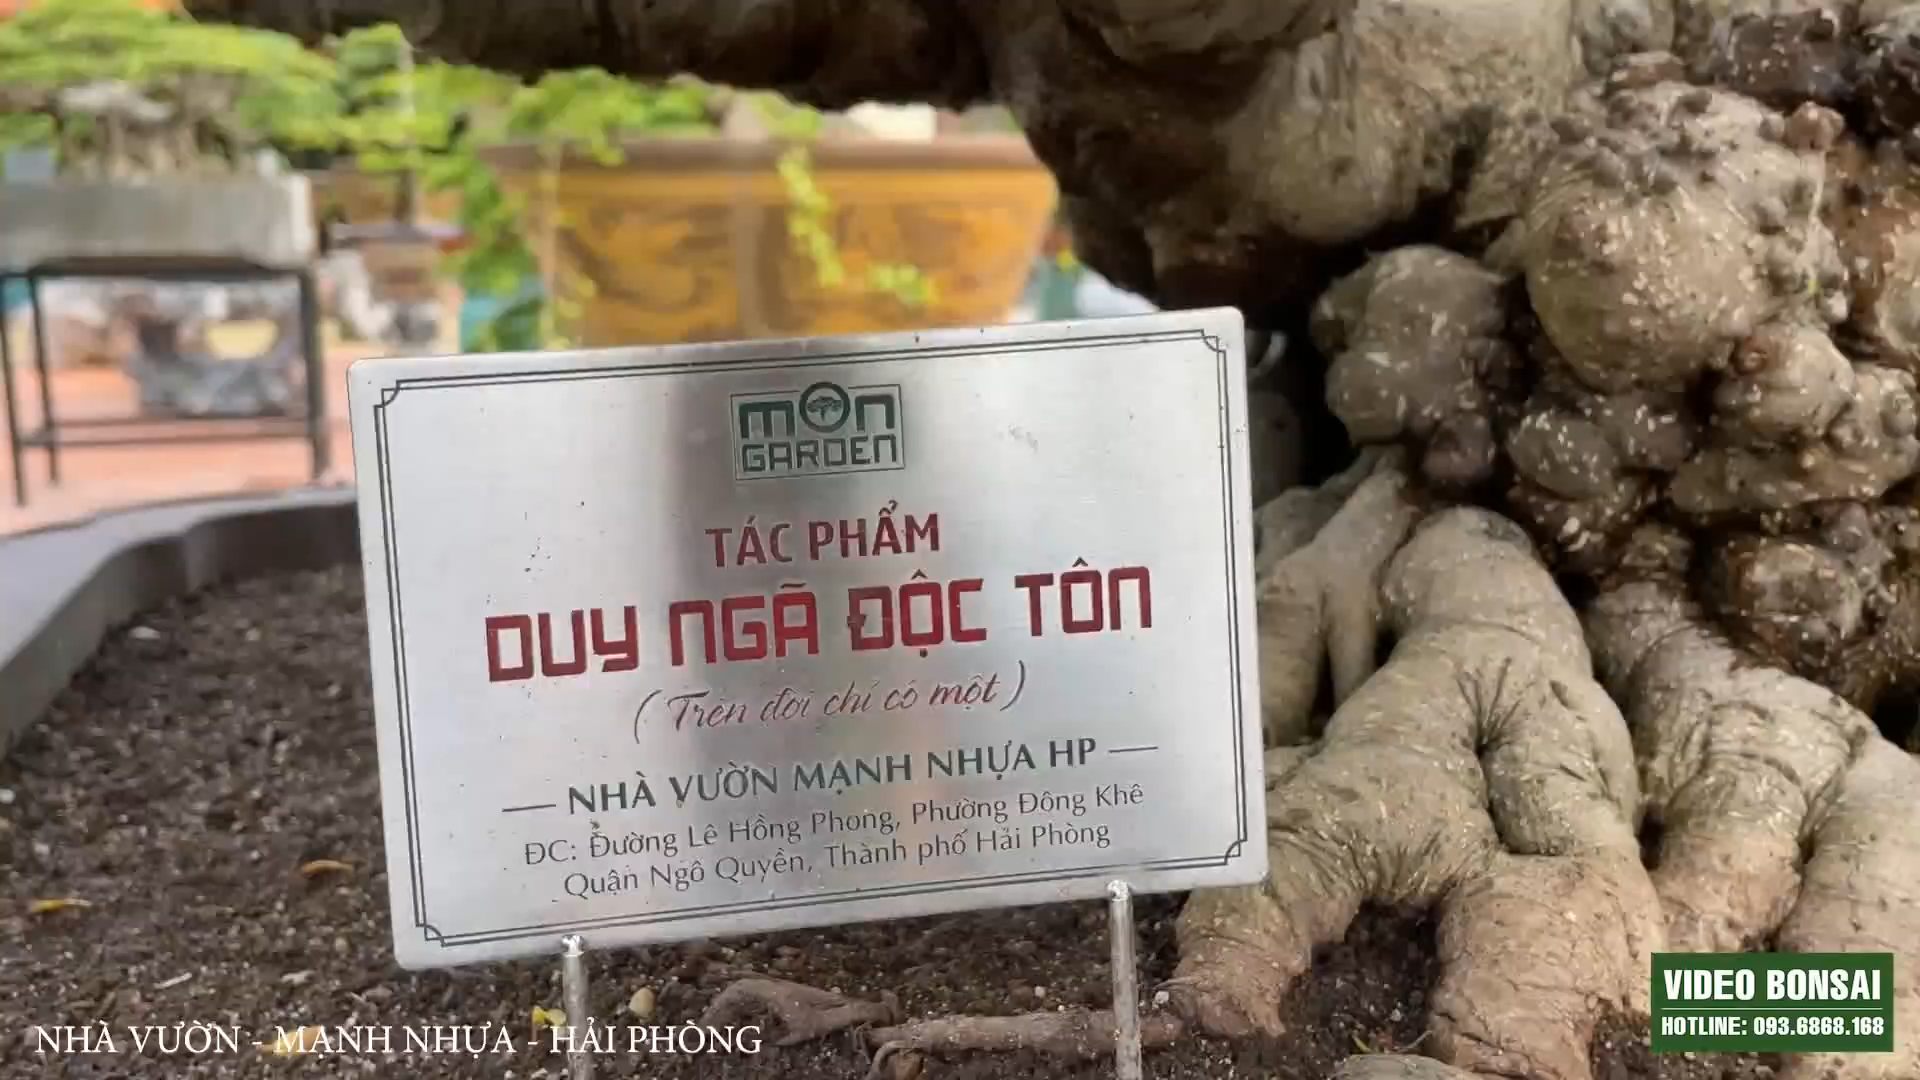 mOn
GARDEN
TÁC PHẨM
DUY NGÃ ĐỘC TÔN
(Trên đời chỉ có một)
NHÀ VƯỜN MẠNH NHỰA HP
ĐC: Đường Lê Hồng Phong, Phường Đông Khê
Quận Ngô Quyền, Thành phố Hải Phòng
NHÀ VƯỜN - MẠNH NHỰA - HẢI PHÒNG
VIDEO BONSAI
HOTLINE: 093.6868.168